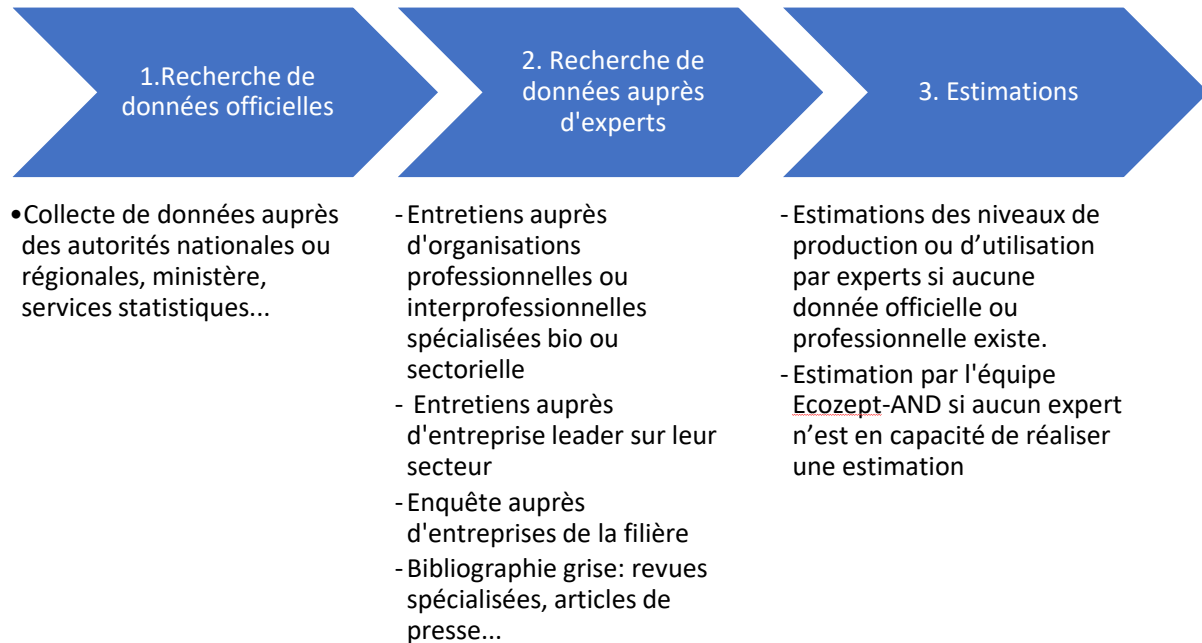 1.Recherche de
données officielles
2. Recherche de
données auprès
d'experts
3. Estimations
•Collecte de données auprès
des autorités nationales ou
régionales, ministère,
services statistiques...
- Entretiens auprès
d'organisations
professionnelles ou
interprofessionnelles
spécialisées bio ou
sectorielle
- Entretiens auprès
d'entreprise leader sur leur
secteur
- Enquête auprès
d'entreprises de la filière
- Bibliographie grise: revues
spécialisées, articles de
presse...
- Estimations des niveaux de
production ou d’utilisation
par experts si aucune
donnée officielle ou
professionnelle existe.
- Estimation par l'équipe
Ecozept-AND si aucun expert
n’est en capacité de réaliser
une estimation